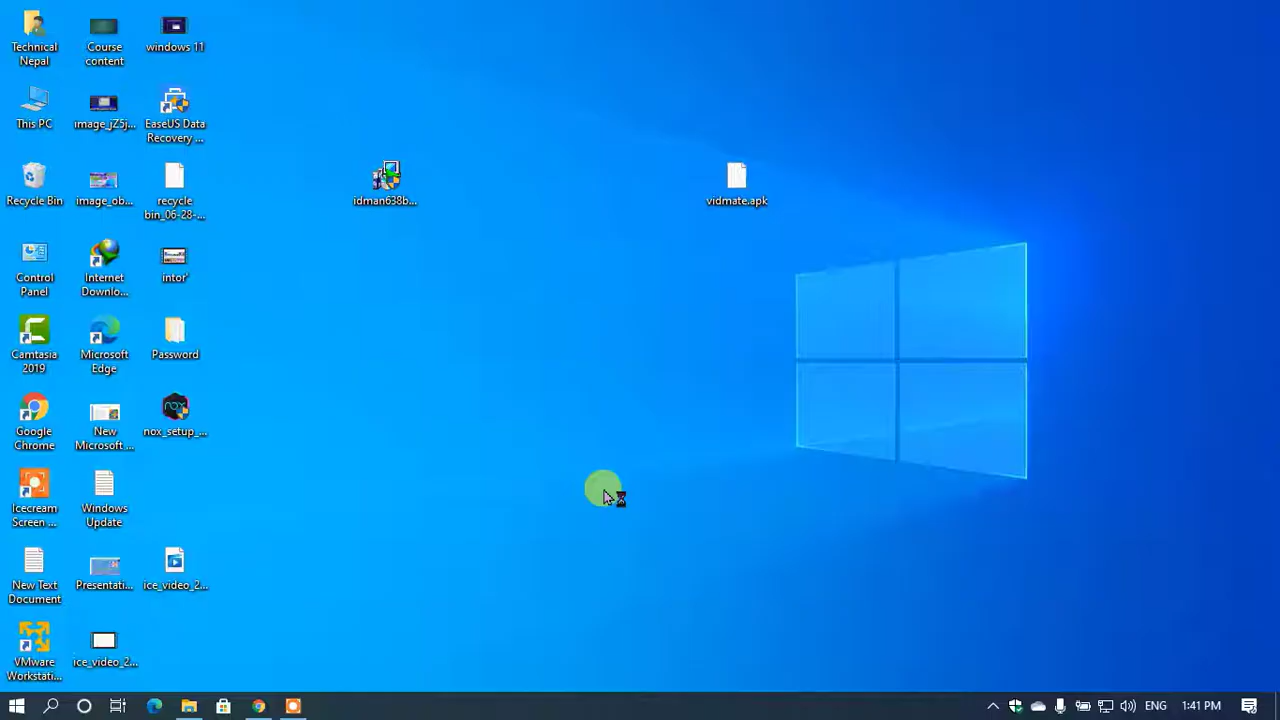 Technical
Nepal
Course
content
windows 11
This PC
image_jZ5j...
EaseUS Data
Recovery ...
Recycle Bin
image_ob...
recycle
bin_06-28-...
idman638b...
vidmate.apk
Control
Panel
Internet
Downlo...
intor'
Camtasia
2019
Microsoft
Edge
Password
Google
Chrome
New
Microsoft ...
nox_setup_...
Icecream
Screen ...
Windows
Update
New Text
Document
Presentati...
ice_video_2...
VMware
Workstati...
ice_video_2...
ENG
1:41 PM